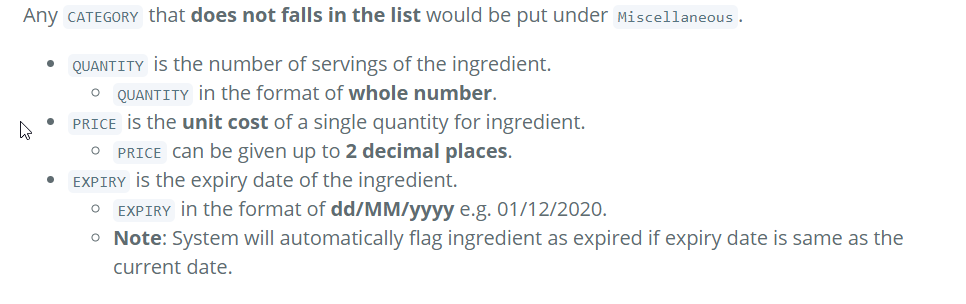 Any CATEGORY that does not falls in the list would be put under Miscellaneous.
QUANTITY is the number of servings of the ingredient.
QUANTITY in the format of whole number.
PRICE is the unit cost of a single quantity for ingredient.
PRICE can be given up to 2 decimal places.
EXPIRY is the expiry date of the ingredient.
EXPIRY in the format of dd/MM/yyyy e.g. 01/12/2020.
Note: System will automatically flag ingredient as expired if expiry date is same as the
current date.